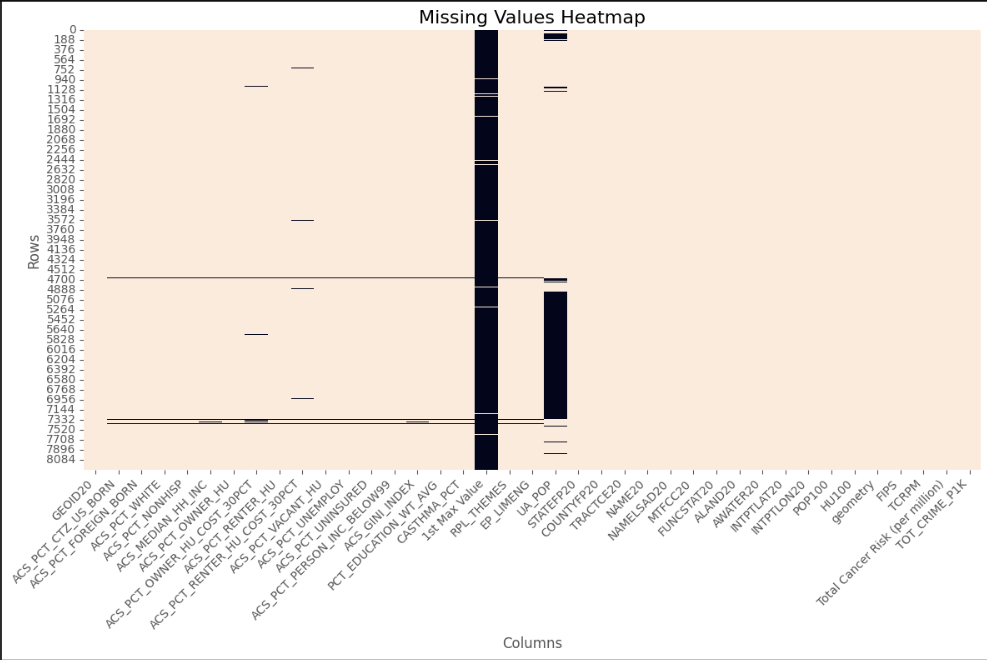 Missing Values Heatmap
0
188
376
564
752
940
1128
1316
1504
1692
1880
2068
2256
2444
2632
2820
3008
3196
3384
3572
3760
3948
4136
4324
4512
4700
4888
5076
5264
5452
5640
5828
6016
6204
6392
6580
6768
6956
7144
7332
7520
7708
7896
8084
Rows
GEOID20
ACS_PCT_CTZ_US_BORN
ACS_PCT_FOREIGN_BORN
ACS_PCT_WHITE
ACS_PCT_NONHISP
ACS_MEDIAN_HH_INC
ACS_PCT_OWNER_HU
ACS_PCT_OWNER_HU_COST_30PCT
ACS_PCT_RENTER_HU
ACS_PCT_RENTER_HU_COST_30PCT
ACS_PCT_VACANT_HU
ACS_PCT_UNEMPLOY
ACS_PCT_UNINSURED
ACS_PCT_PERSON_INC_BELOW99
ACS_GINI_INDEX
PCT_EDUCATION_WT_AVG
CASTHMA_PCT
1st Max Value
RPL_THEMES
EP_LIMENG
UA_POP
STATEFP20
COUNTYFP20
TRACTCE20
NAME20
NAMELSAD20
MTFCC20
FUNCSTAT20
ALAND20
AWATER20
INTPTLAT20
INTPTLON20
POP100
HU100
geometry
FIPS
TCRPM
Total Cancer Risk (per million)
TOT_CRIME_P1K
Columns